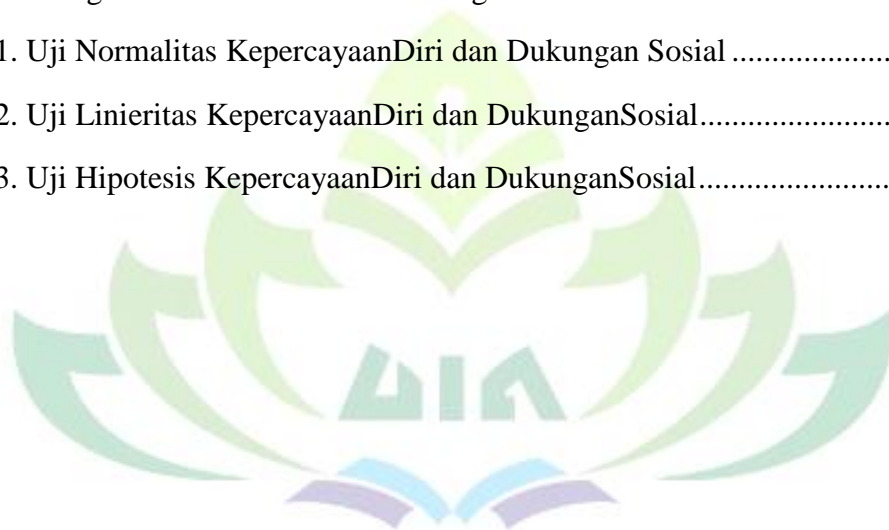 1. Uji Normalitas KepercayaanDiri dan Dukungan Sosial ...................
2. Uji Linieritas KepercayaanDiri dan DukunganSosial.......................
3. Uji Hipotesis KepercayaanDiri dan DukunganSosial.......................
UIN